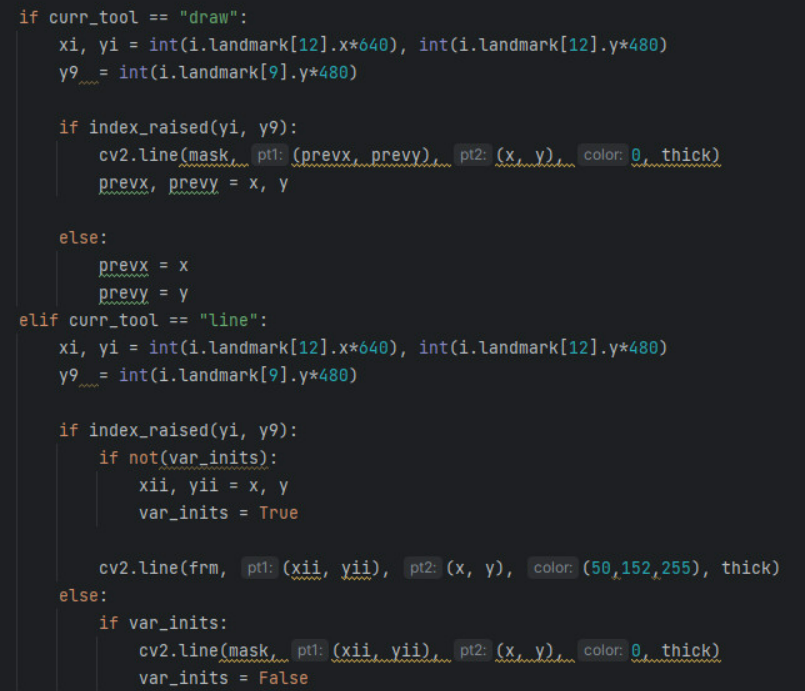 if curr_tool == "draw":
    xi, yi = int(i.landmark[12].x*640), int(i.landmark[12].y*480)
    y9  = int(i.landmark[9].y*480)

    if index_raised(yi, y9):
        cv2.line(mask, pt1: (prevx, prevy), pt2: (x, y), color: 0, thick)
        prevx, prevy = x, y

    else:
        prevx = x
        prevy = y
elif curr_tool == "line":
    xi, yi = int(i.landmark[12].x*640), int(i.landmark[12].y*480)
    y9  = int(i.landmark[9].y*480)

    if index_raised(yi, y9):
        if not(var_inits):
            xii, yii = x, y
            var_inits = True

        cv2.line(frm, pt1: (xii, yii), pt2: (x, y), color: (50,152,255), thick)
    else:
        if var_inits:
            cv2.line(mask, pt1: (xii, yii), pt2: (x, y), color: 0, thick)
            var_inits = False